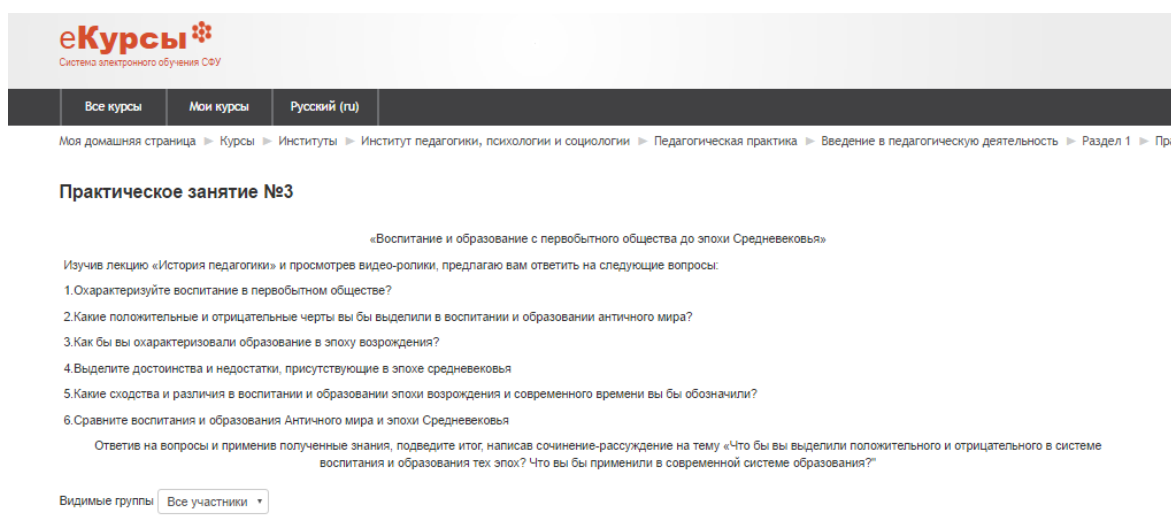 еКурсы
Система электронного обучения СФУ
Все курсы Мои курсы Русский (ru)
Моя домашняя страница ► Курсы ► Институты ► Институт педагогики, психологии и социологии ► Педагогическая практика ► Введение в педагогическую деятельность ► Раздел 1 ► Пра
Практическое занятие №3
«Воспитание и образование с первобытного общества до эпохи Средневековья»
Изучив лекцию «История педагогики» и просмотрев видео-ролики, предлагаю вам ответить на следующие вопросы:
1.Охарактеризуйте воспитание в первобытном обществе?
2.Какие положительные и отрицательные черты вы бы выделили в воспитании и образовании античного мира?
3.Как бы вы охарактеризовали образование в эпоху возрождения?
4.Выделите достоинства и недостатки, присутствующие в эпохе средневековья
5.Какие сходства и различия в воспитании и образовании эпохи возрождения и современного времени вы бы обозначили?
6.Сравните воспитания и образования Античного мира и эпохи Средневековья
Ответив на вопросы и применив полученные знания, подведите итог, написав сочинение-рассуждение на тему «Что бы вы выделили положительного и отрицательного в системе
воспитания и образования тех эпох? Что вы бы применили в современной системе образования?"
Видимые группы Все участники